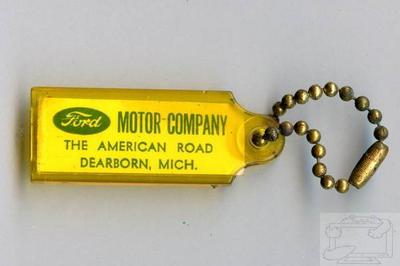 Ford MOTOR COMPANY
THE AMERICAN ROAD
DEARBORN, MICH.